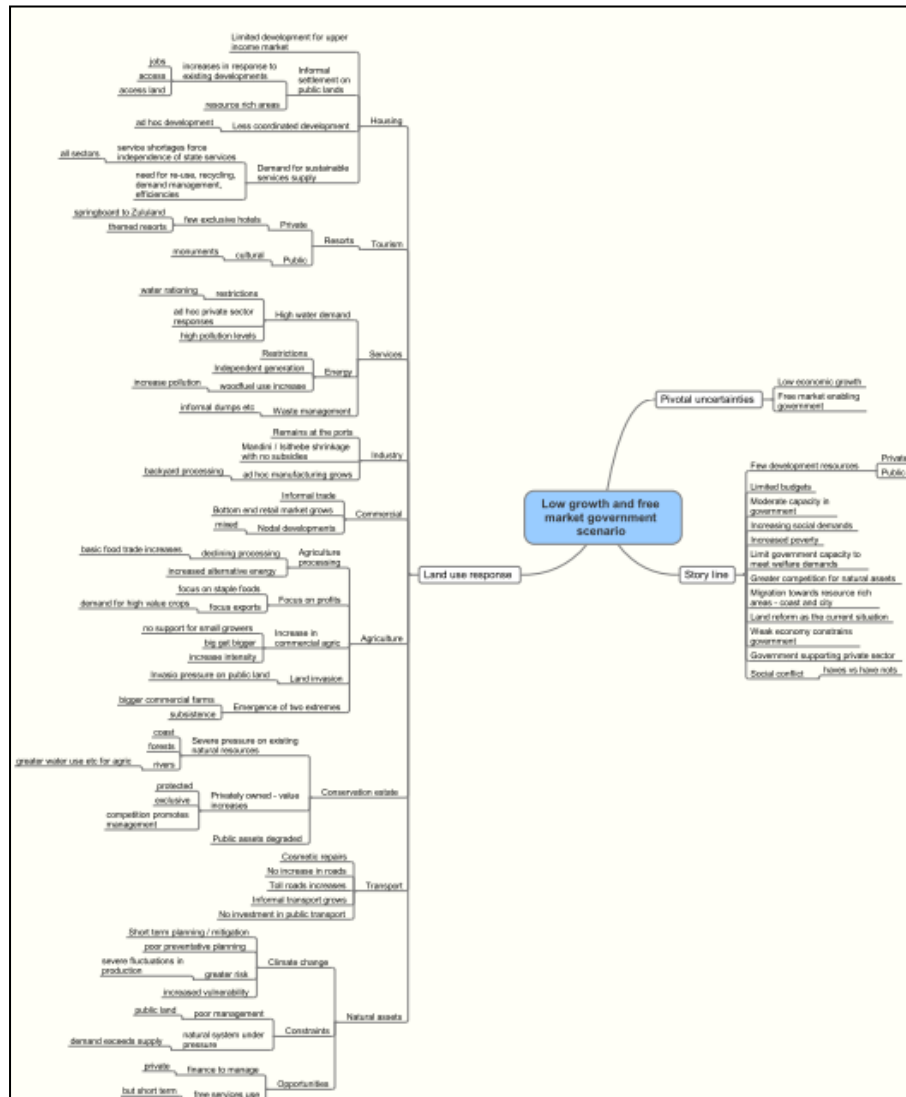 Limited development for upper
income market
jobs
access
access land
increases in response to
existing developments
resource rich areas
Informal
settlement on
public lands
ad hoc development
Less coordinated development
Housing
all sectors
service shortages force
independence of state services
need for re-use, recycling,
demand management,
efficiencies
Demand for sustainable
services supply
springboard to Zululand
themed resorts
few exclusive hotels
Private
Resorts
Tourism
monuments
cultural
Public
water rationing
restrictions
ad hoc private sector
responses
high pollution levels
High water demand
Services
Restrictions
Independent generation
increase pollution
woodfuel use increase
Energy
informal dumps etc
Waste management
Remains at the ports
Mandini / Isithebe shrinkage
with no subsidies
Industry
backyard processing
ad hoc manufacturing grows
Informal trade
Bottom end retail market grows
Commercial
mixed
Nodal developments
basic food trade increases
declining processing
increased alternative energy
Agriculture
processing
focus on staple foods
demand for high value crops
focus exports
Focus on profits
no support for small growers
big get bigger
increase intensity
Increase in
commercial agric
Agriculture
Invasio pressure on public land
Land invasion
bigger commercial farms
subsistence
Emergence of two extremes
coast
forests
greater water use etc for agric
rivers
Severe pressure on existing
natural resources
protected
exclusive
competition promotes
management
Privately owned - value
increases
Conservation estate
Public assets degraded
Cosmetic repairs
No increase in roads
Toll roads increases
Informal transport grows
No investment in public transport
Transport
Short term planning / mitigation
poor preventative planning
severe fluctuations in
production
greater risk
increased vulnerability
Climate change
public land
poor management
demand exceeds supply
natural system under
pressure
Constraints
Natural assets
private
finance to manage
but short term
free services use
Opportunities
Land use response
Low growth and free
market government
scenario
Pivotal uncertainties
Low economic growth
Free market enabling
government
Story line
Few development resources
Private
Public
Limited budgets
Moderate capacity in
government
Increasing social demands
Increased poverty
Limit government capacity to
meet welfare demands
Greater competition for natural assets
Migration towards resource rich
areas - coast and city
Land reform as the current situation
Weak economy constrains
government
Government supporting private sector
Social conflict
haves vs have nots